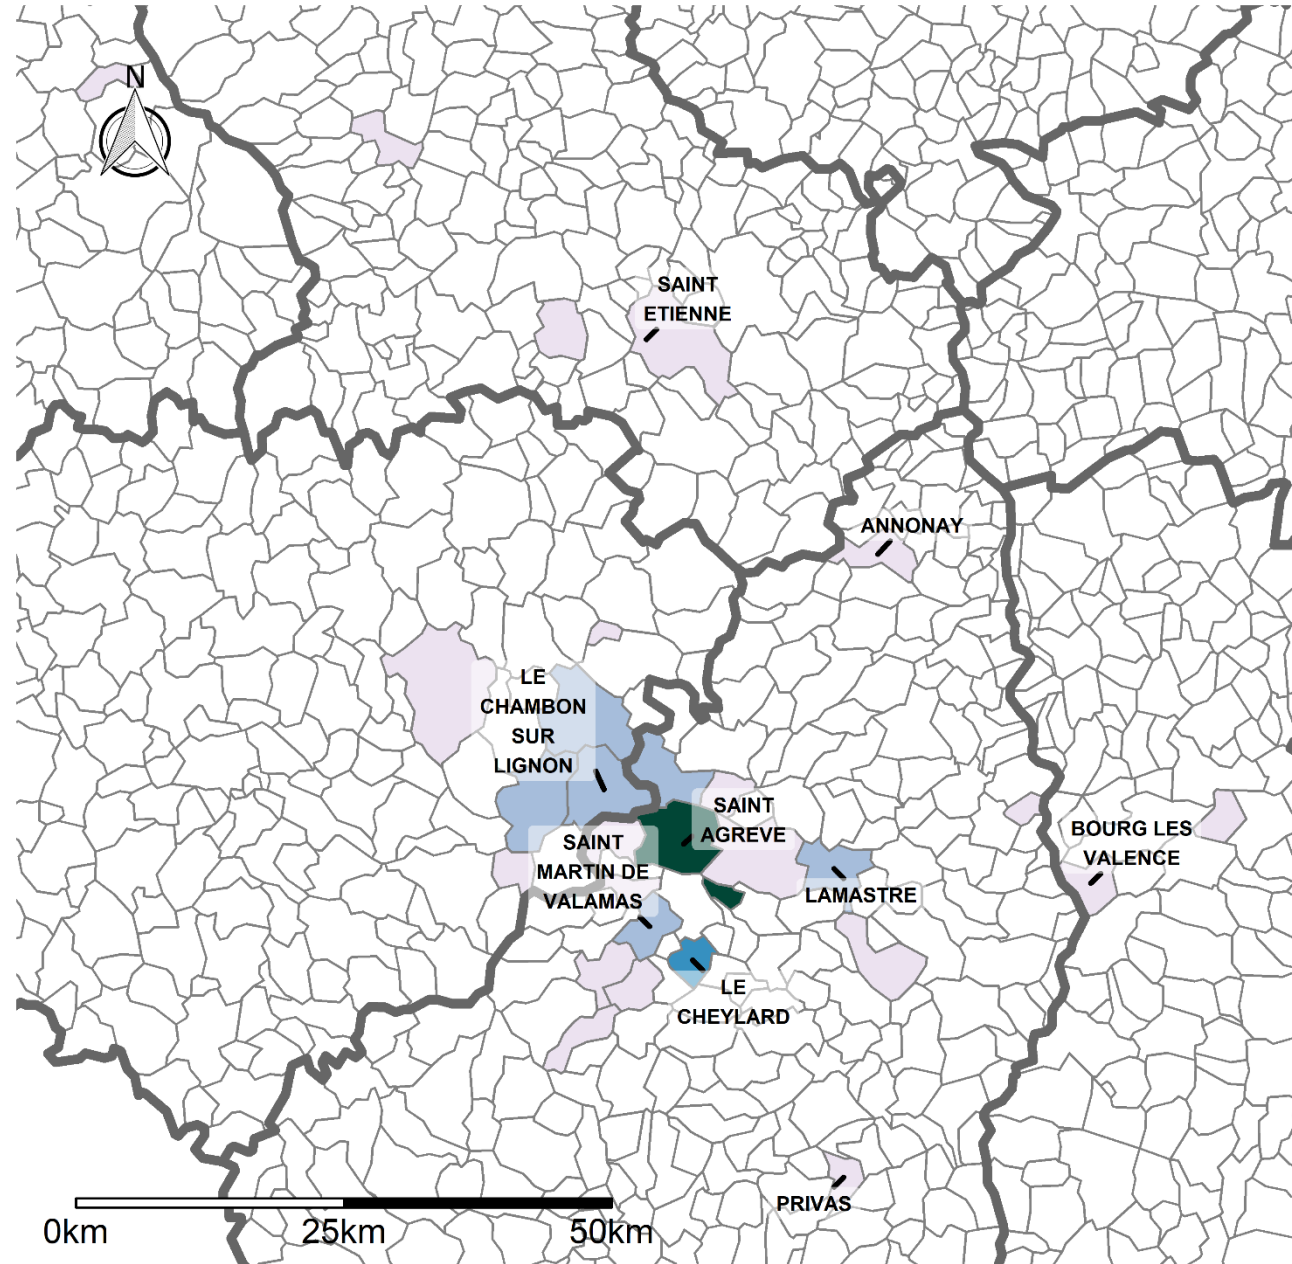 N
SAINT
ETIENNE
ANNONAY
LE
CHAMBON
SUR
LIGNON
SAINT
AGREVE
SAINT
MARTIN DE
VALAMAS
BOURG LES
VALENCE
LAMASTRE
LE
CHEYLARD
PRIVAS
0km 25km 50km